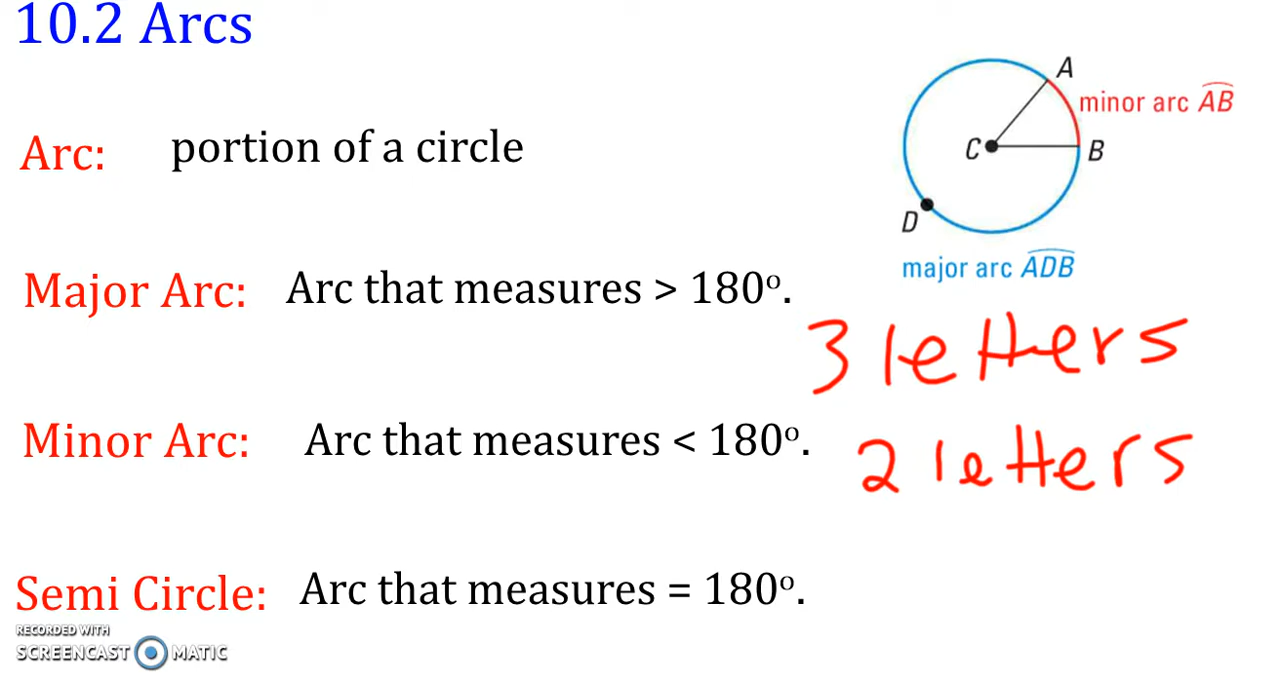 10.2 Arcs
Arc: portion of a circle
A
minor arc AB
C
B
D
major arc ADB
Major Arc: Arc that measures > 180°.
3 letters
Minor Arc: Arc that measures < 180°.
2 letters
Semi Circle: Arc that measures = 180°.
RECORDED WITH
SCREENCAST MATIC